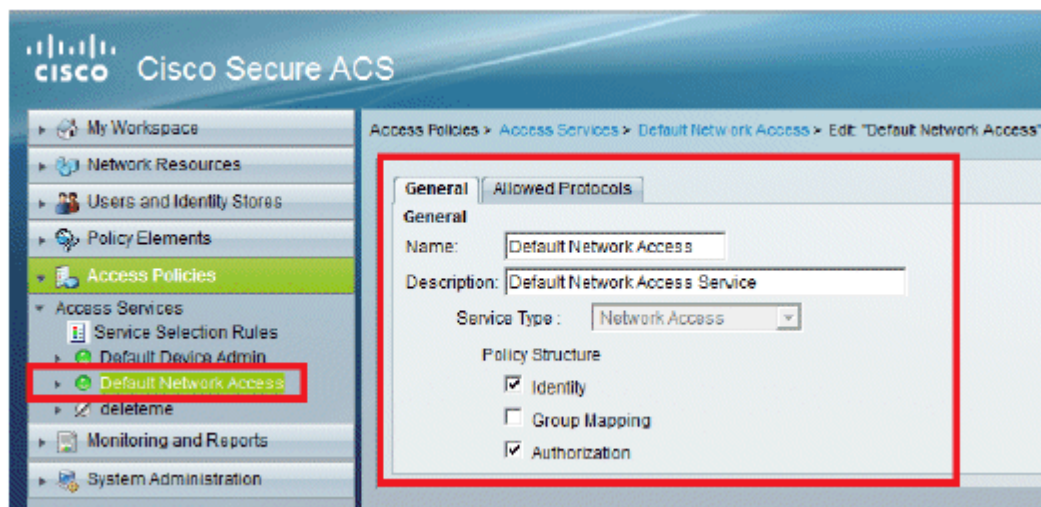 cisco Cisco Secure ACS
My Workspace
Network Resources
Users and Identity Stores
Policy Elements
Access Policies
Access Services
Service Selection Rules
Default Device Admin
Default Network Access
deleteme
Monitoring and Reports
System Administration
Access Policies > Access Services > Default Network Access > Edit: "Default Network Access"
General Allowed Protocols
General
Name: Default Network Access
Description: Default Network Access Service
Service Type : Network Access
Policy Structure
Identity
Group Mapping
Authorization